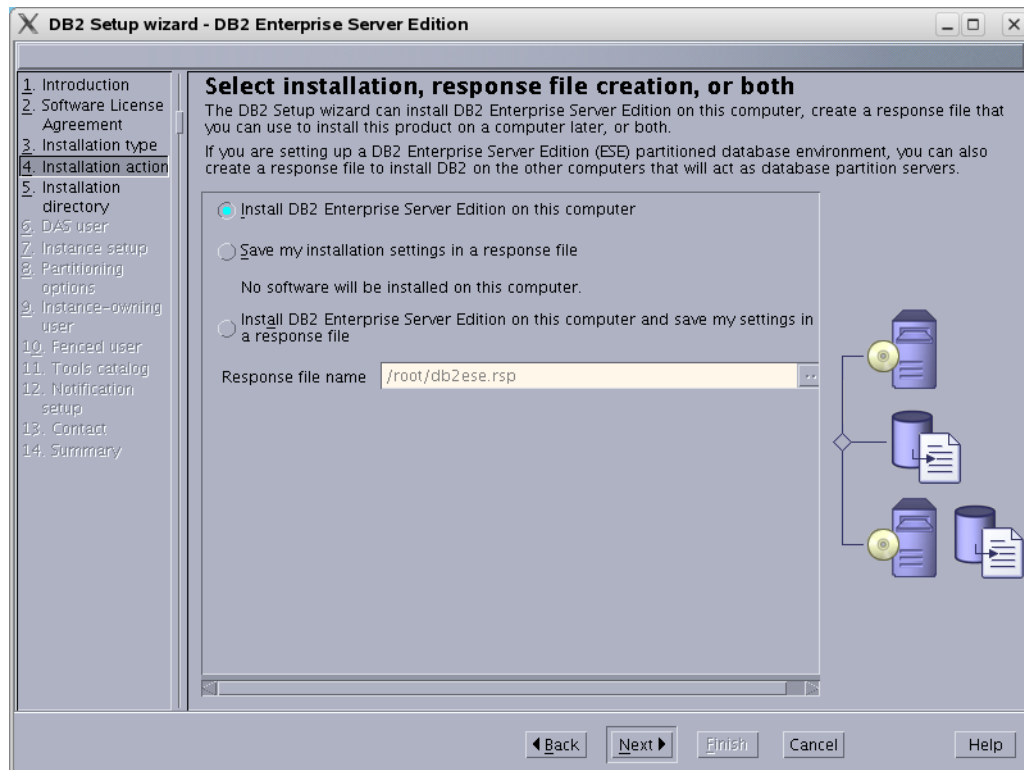 DB2 Setup wizard - DB2 Enterprise Server Edition
1. Introduction
2. Software License
Agreement
3. Installation type
4. Installation action
5. Installation
directory
6. DAS user
7. Instance setup
8. Partitioning
options
9. Instance-owning
user
10. Fenced user
11. Tools catalog
12. Notification
setup
13. Contact
14. Summary
Select installation, response file creation, or both
The DB2 Setup wizard can install DB2 Enterprise Server Edition on this computer, create a response file that
you can use to install this product on a computer later, or both.
If you are setting up a DB2 Enterprise Server Edition (ESE) partitioned database environment, you can also
create a response file to install DB2 on the other computers that will act as database partition servers.
Install DB2 Enterprise Server Edition on this computer
Save my installation settings in a response file
No software will be installed on this computer.
Install DB2 Enterprise Server Edition on this computer and save my settings in
a response file
Response file name /root/db2ese.rsp ..
Back Next Finish Cancel Help